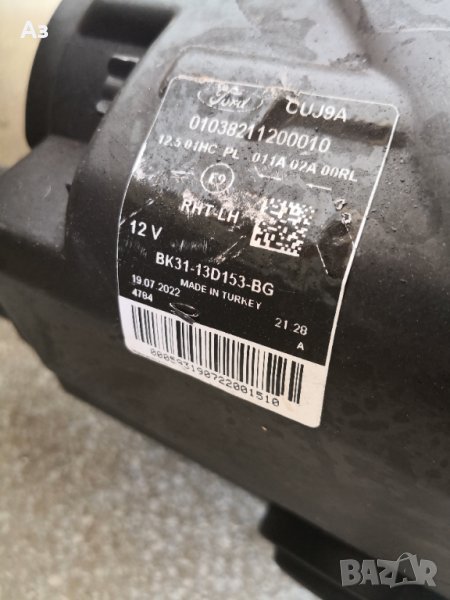 Аз
Ford
CUJ9A
01038211200010
12.5 01HC PL 011A 02A 00RL
E9
RHT-LH
12 V
BK31-13D153-BG
19.07.2022
MADE IN TURKEY
21:28
4784
A
000593190722001510
BAZAR